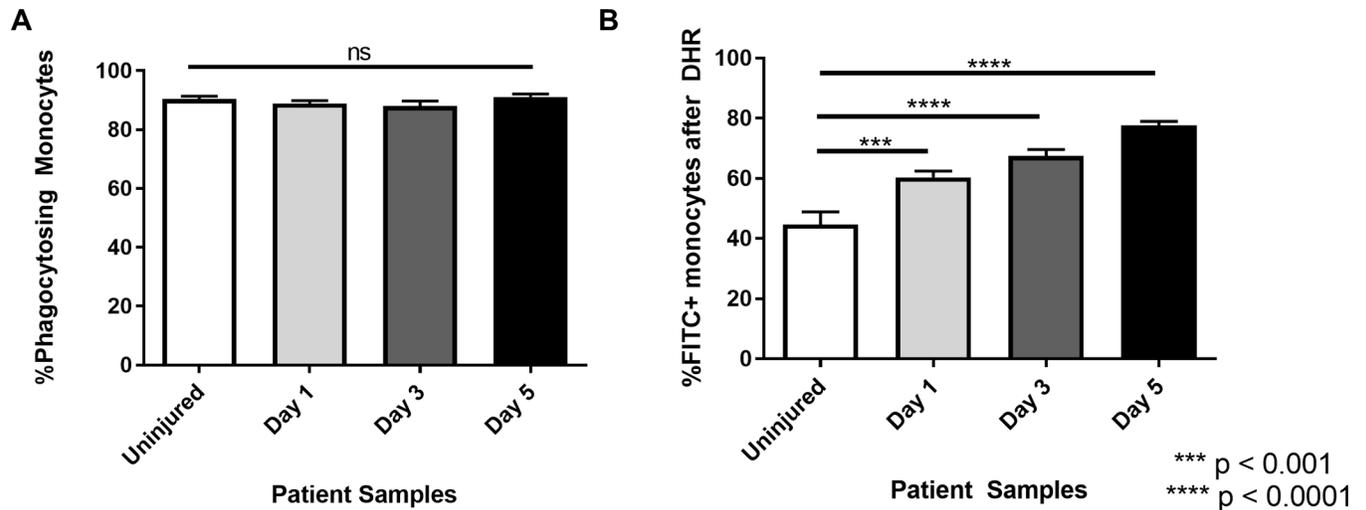 A
%Phagocytosing Monocytes
100
80
60
40
20
0
ns
Uninjured
Day 1
Day 3
Day 5
Patient Samples
B
%FITC+ monocytes after DHR
100
80
60
40
20
0
****
****
***
Uninjured
Day 1
Day 3
Day 5
Patient Samples
*** p < 0.001
**** p < 0.0001